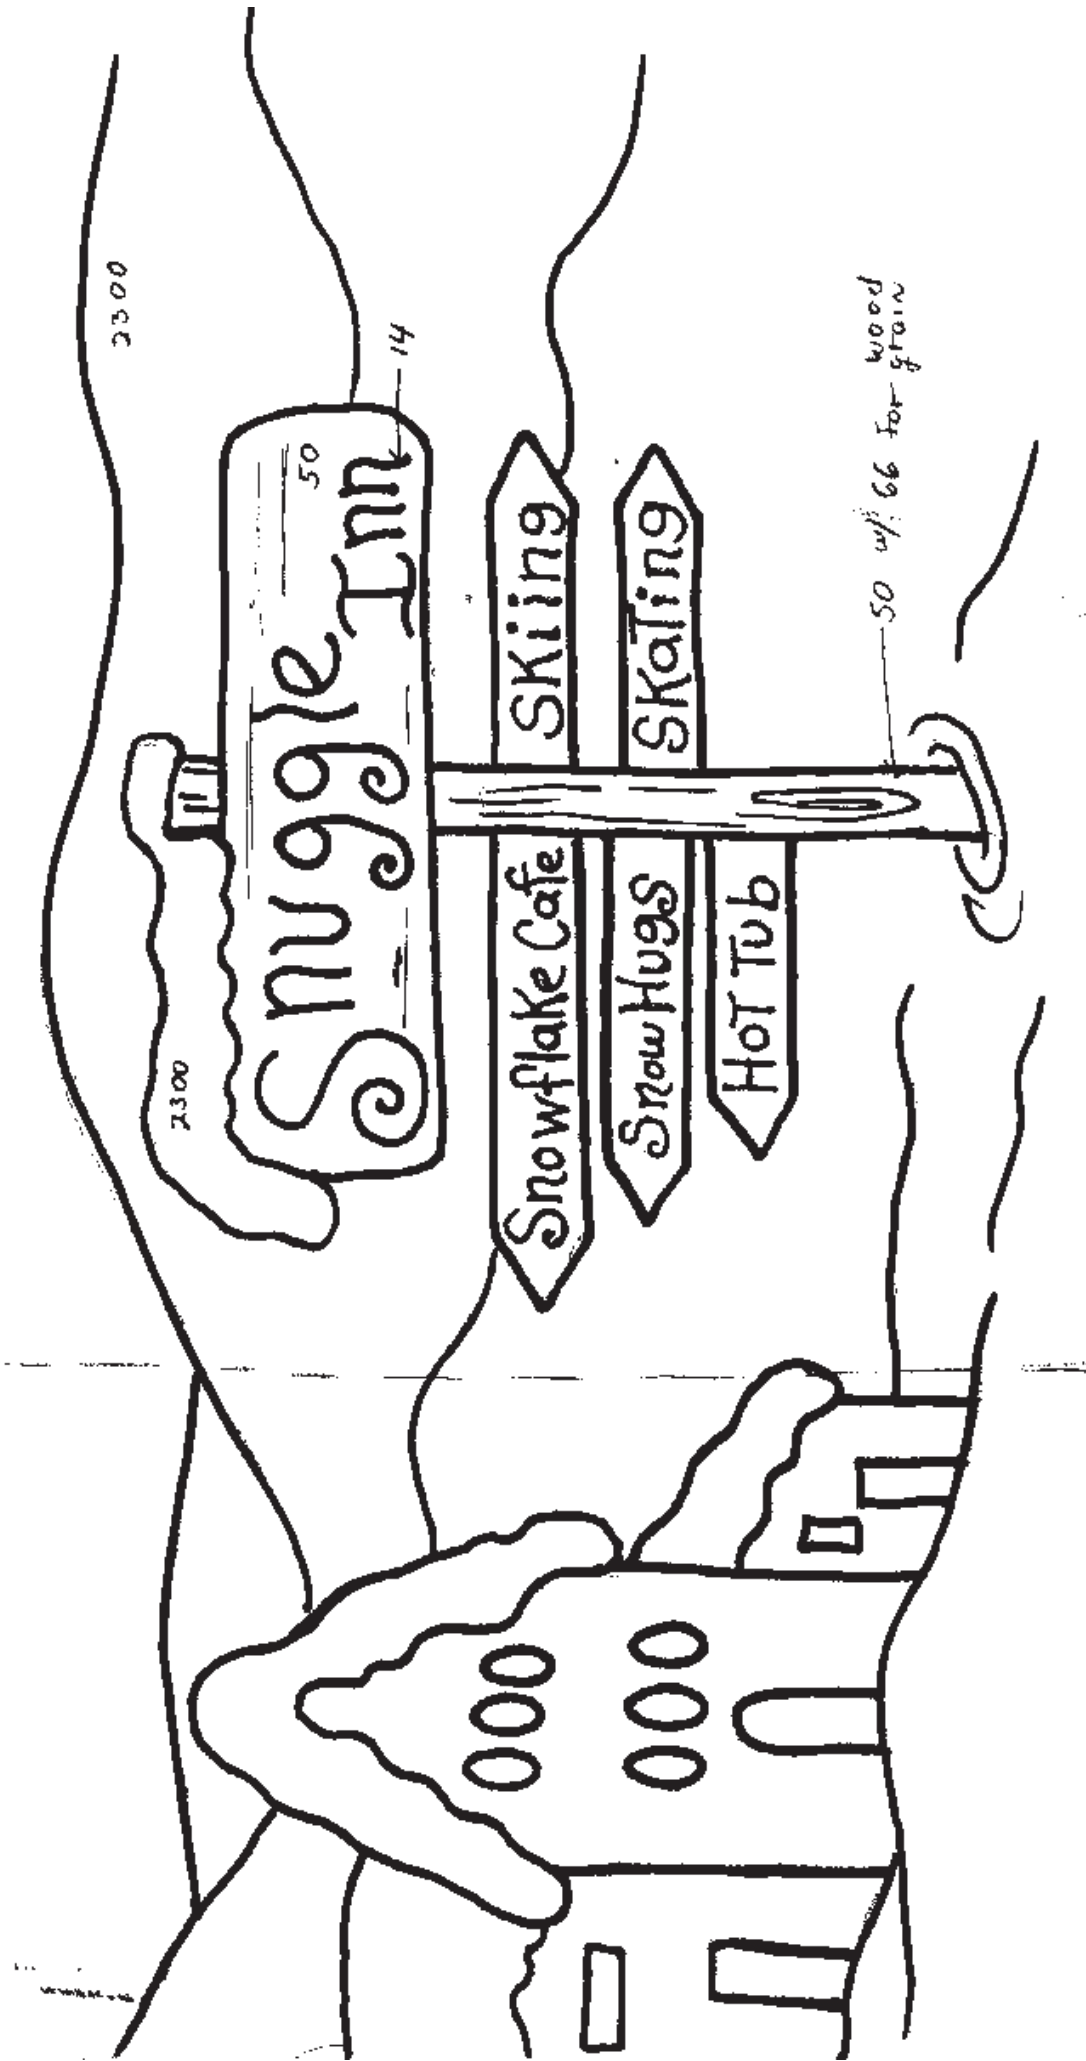 2300
2300
Snuggle
50
Inn
14
Snowflake Cafe
Skiing
Snow Hugs
Skating
Hot Tub
50 w/ 66 for wood
grain